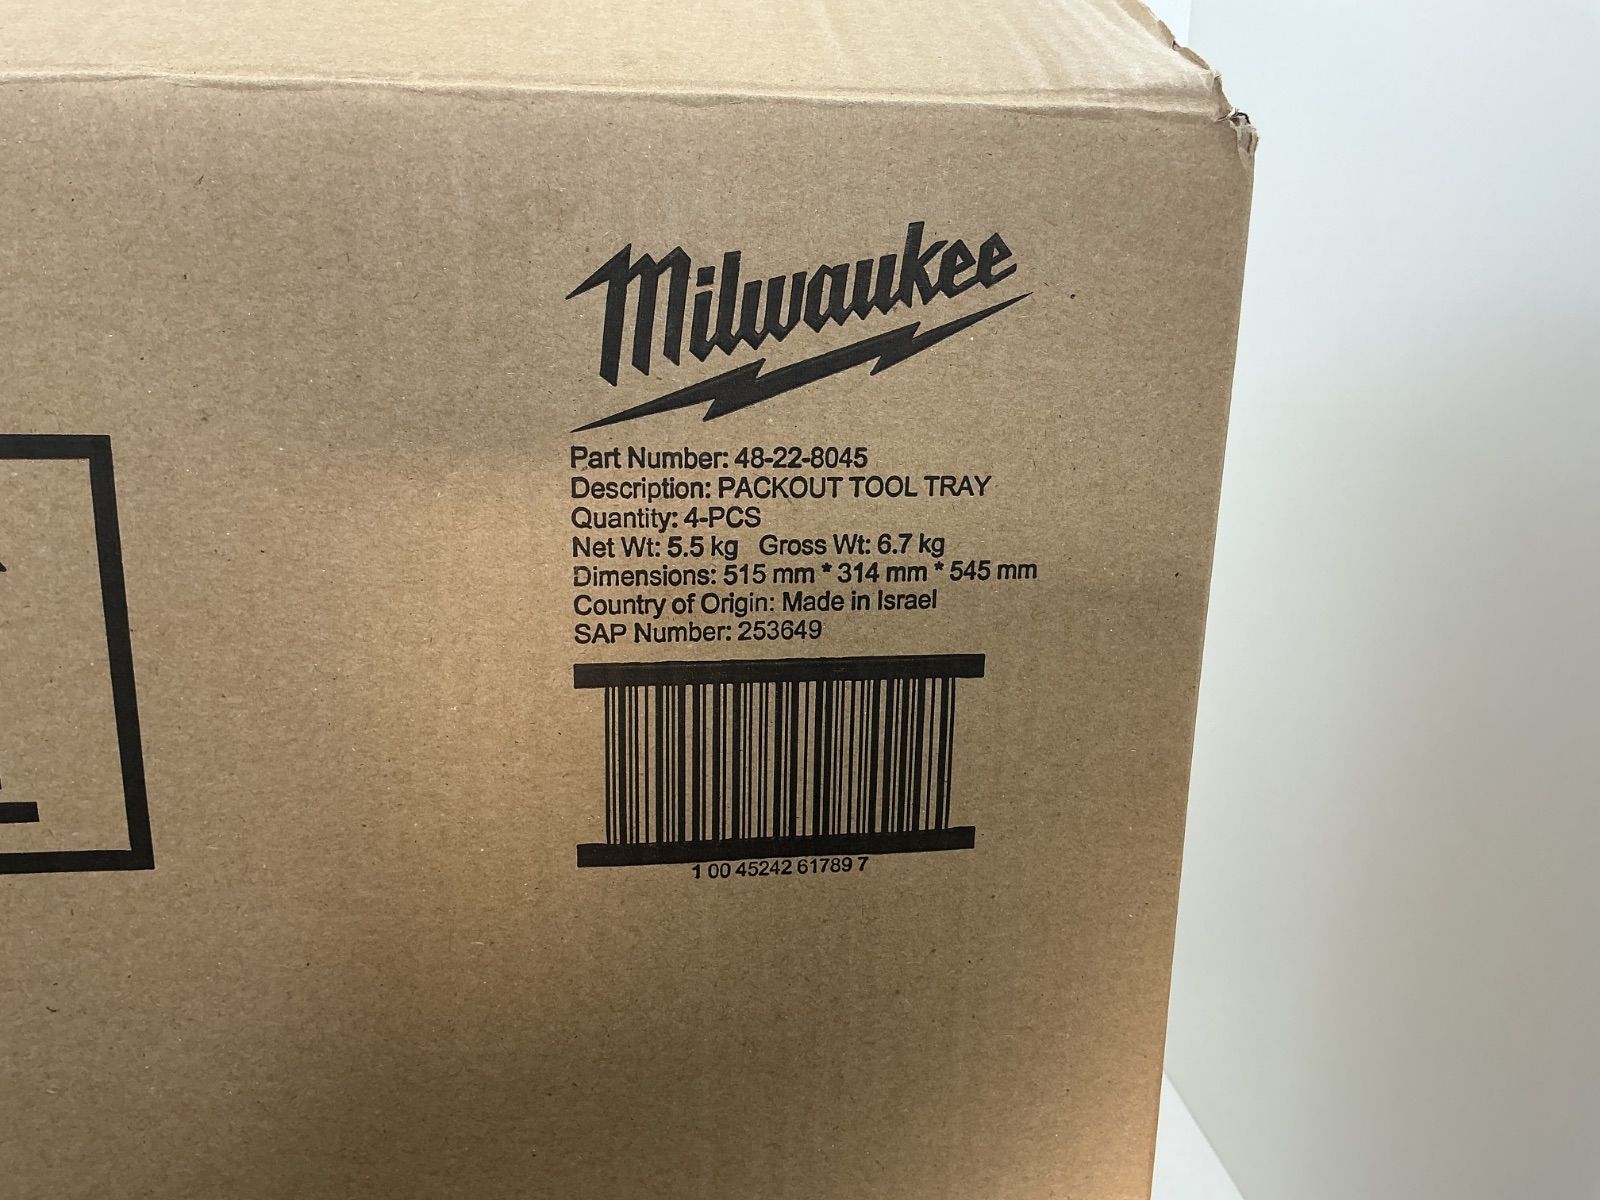 Milwaukee
Part Number: 48-22-8045
Description: PACKOUT TOOL TRAY
Quantity: 4-PCS
Net Wt: 5.5 kg Gross Wt: 6.7 kg
Dimensions: 515 mm * 314 mm * 545 mm
Country of Origin: Made in Israel
SAP Number: 253649
1 00 45242 61789 7